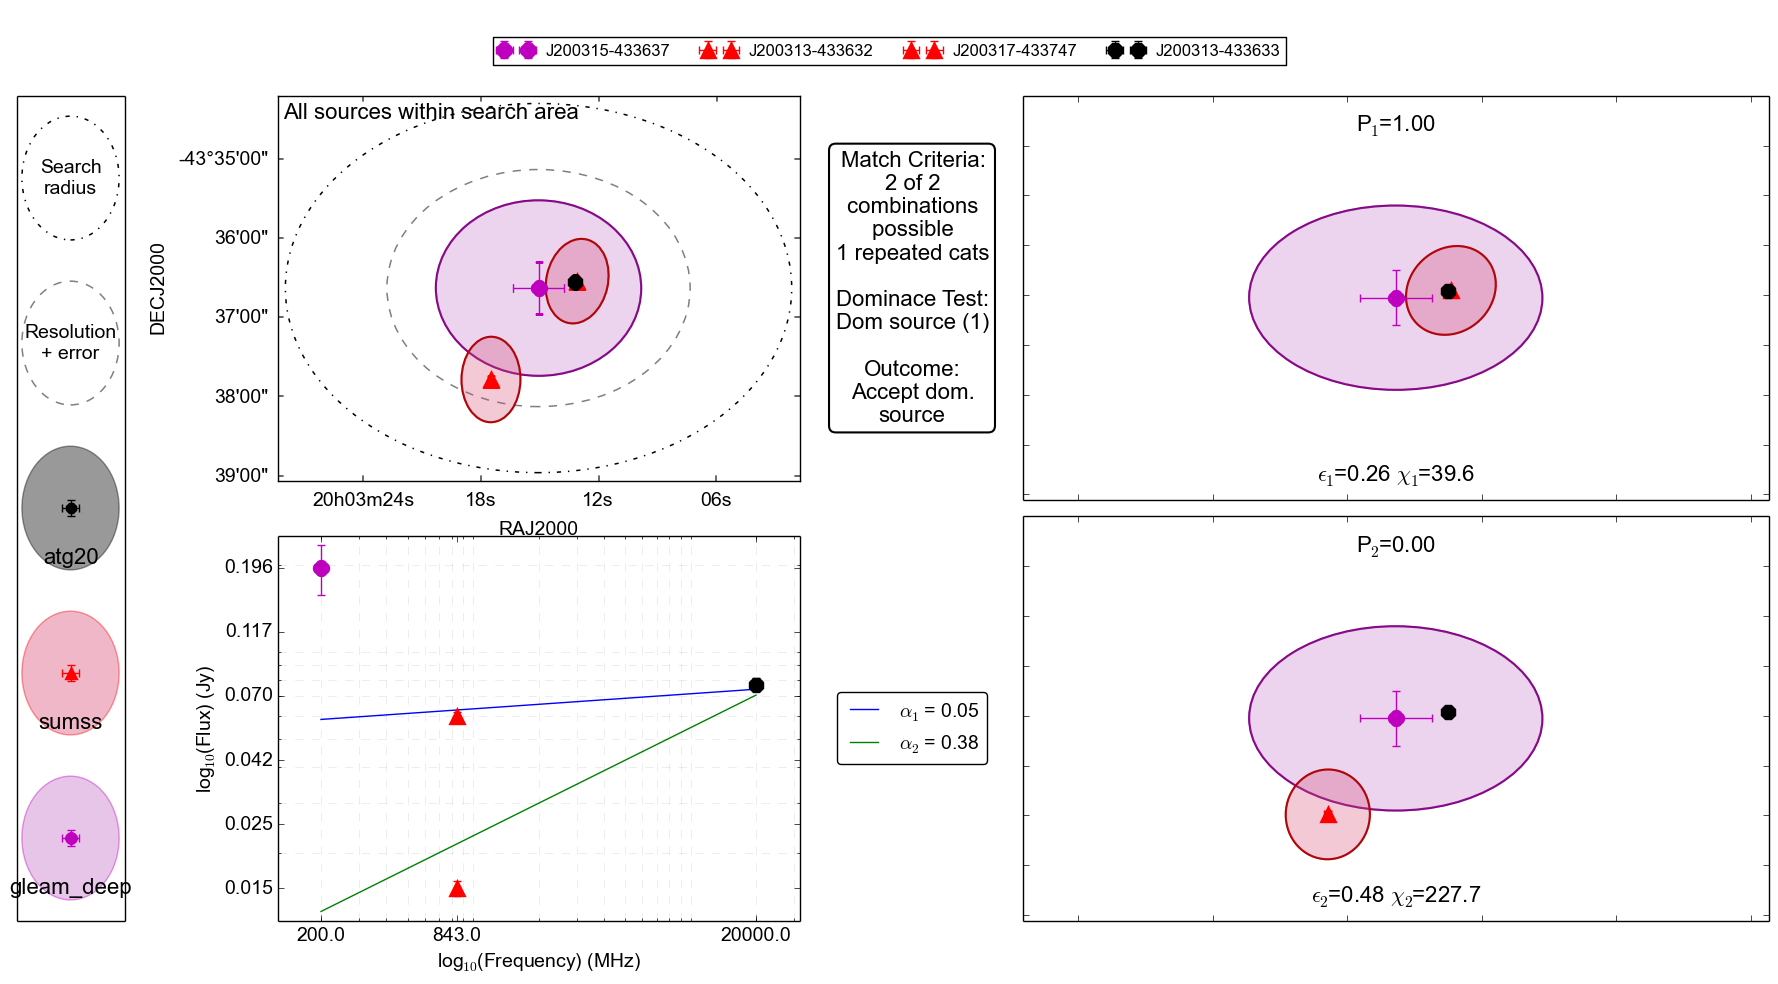 J200315-433637 J200313-433632 J200317-433747 J200313-433633
Search
radius
Resolution
+ error
atg20
sumss
gleam_deep
All sources within search area
DECJ2000
-43°35'00"
36'00"
37'00"
38'00"
39'00"
20h03m24s 18s 12s 06s
RAJ2000
Match Criteria:
2 of 2
combinations
possible
1 repeated cats
Dominace Test:
Dom source (1)
Outcome:
Accept dom.
source
P₁=1.00
ϵ₁=0.26 χ₁=39.6
log₁₀(Flux) (Jy)
0.196
0.117
0.070
0.042
0.025
0.015
200.0 843.0 20000.0
log₁₀(Frequency) (MHz)
α₁ = 0.05
α₂ = 0.38
P₂=0.00
ϵ₂=0.48 χ₂=227.7